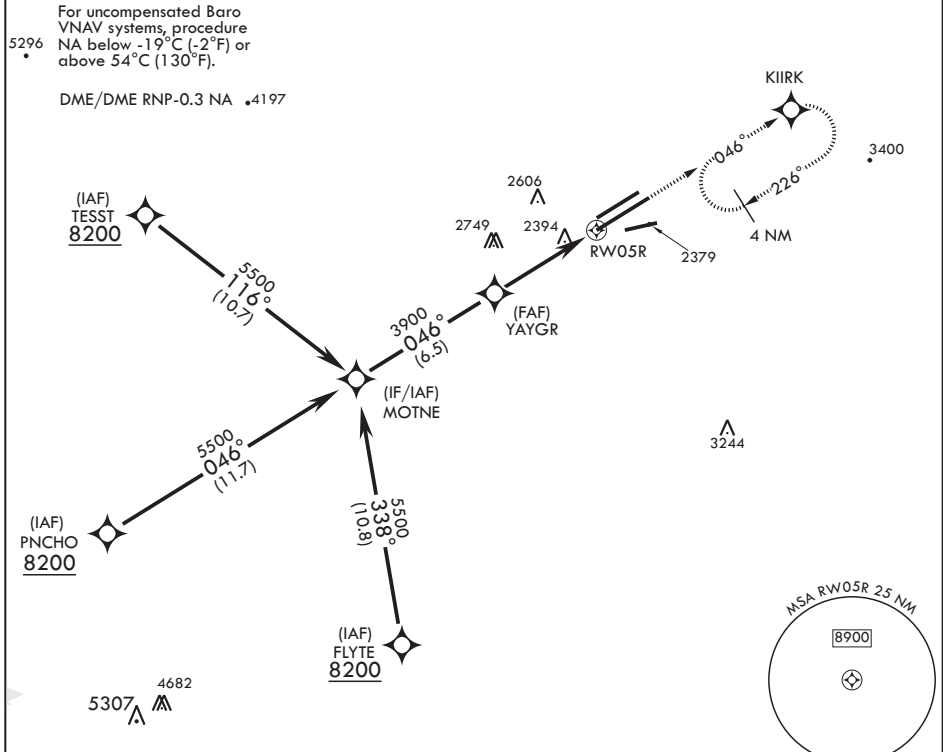 For uncompensated Baro
VNAV systems, procedure
NA below -19°C (-2°F) or
above 54°C (130°F).
5296
DME/DME RNP-0.3 NA
4197
KIIRK
046°
3400
226°
4 NM
2606
2749
2394
RW05R
2379
(IAF)
TESST
8200
5500
116°
(10.7)
(FAF)
YAYGR
3900
046°
(6.5)
(IF/IAF)
MOTNE
3244
5500
046°
(11.7)
(IAF)
PNCHO
8200
5500
338°
(10.8)
(IAF)
FLYTE
8200
MSA RW05R 25 NM
8900
4682
5307